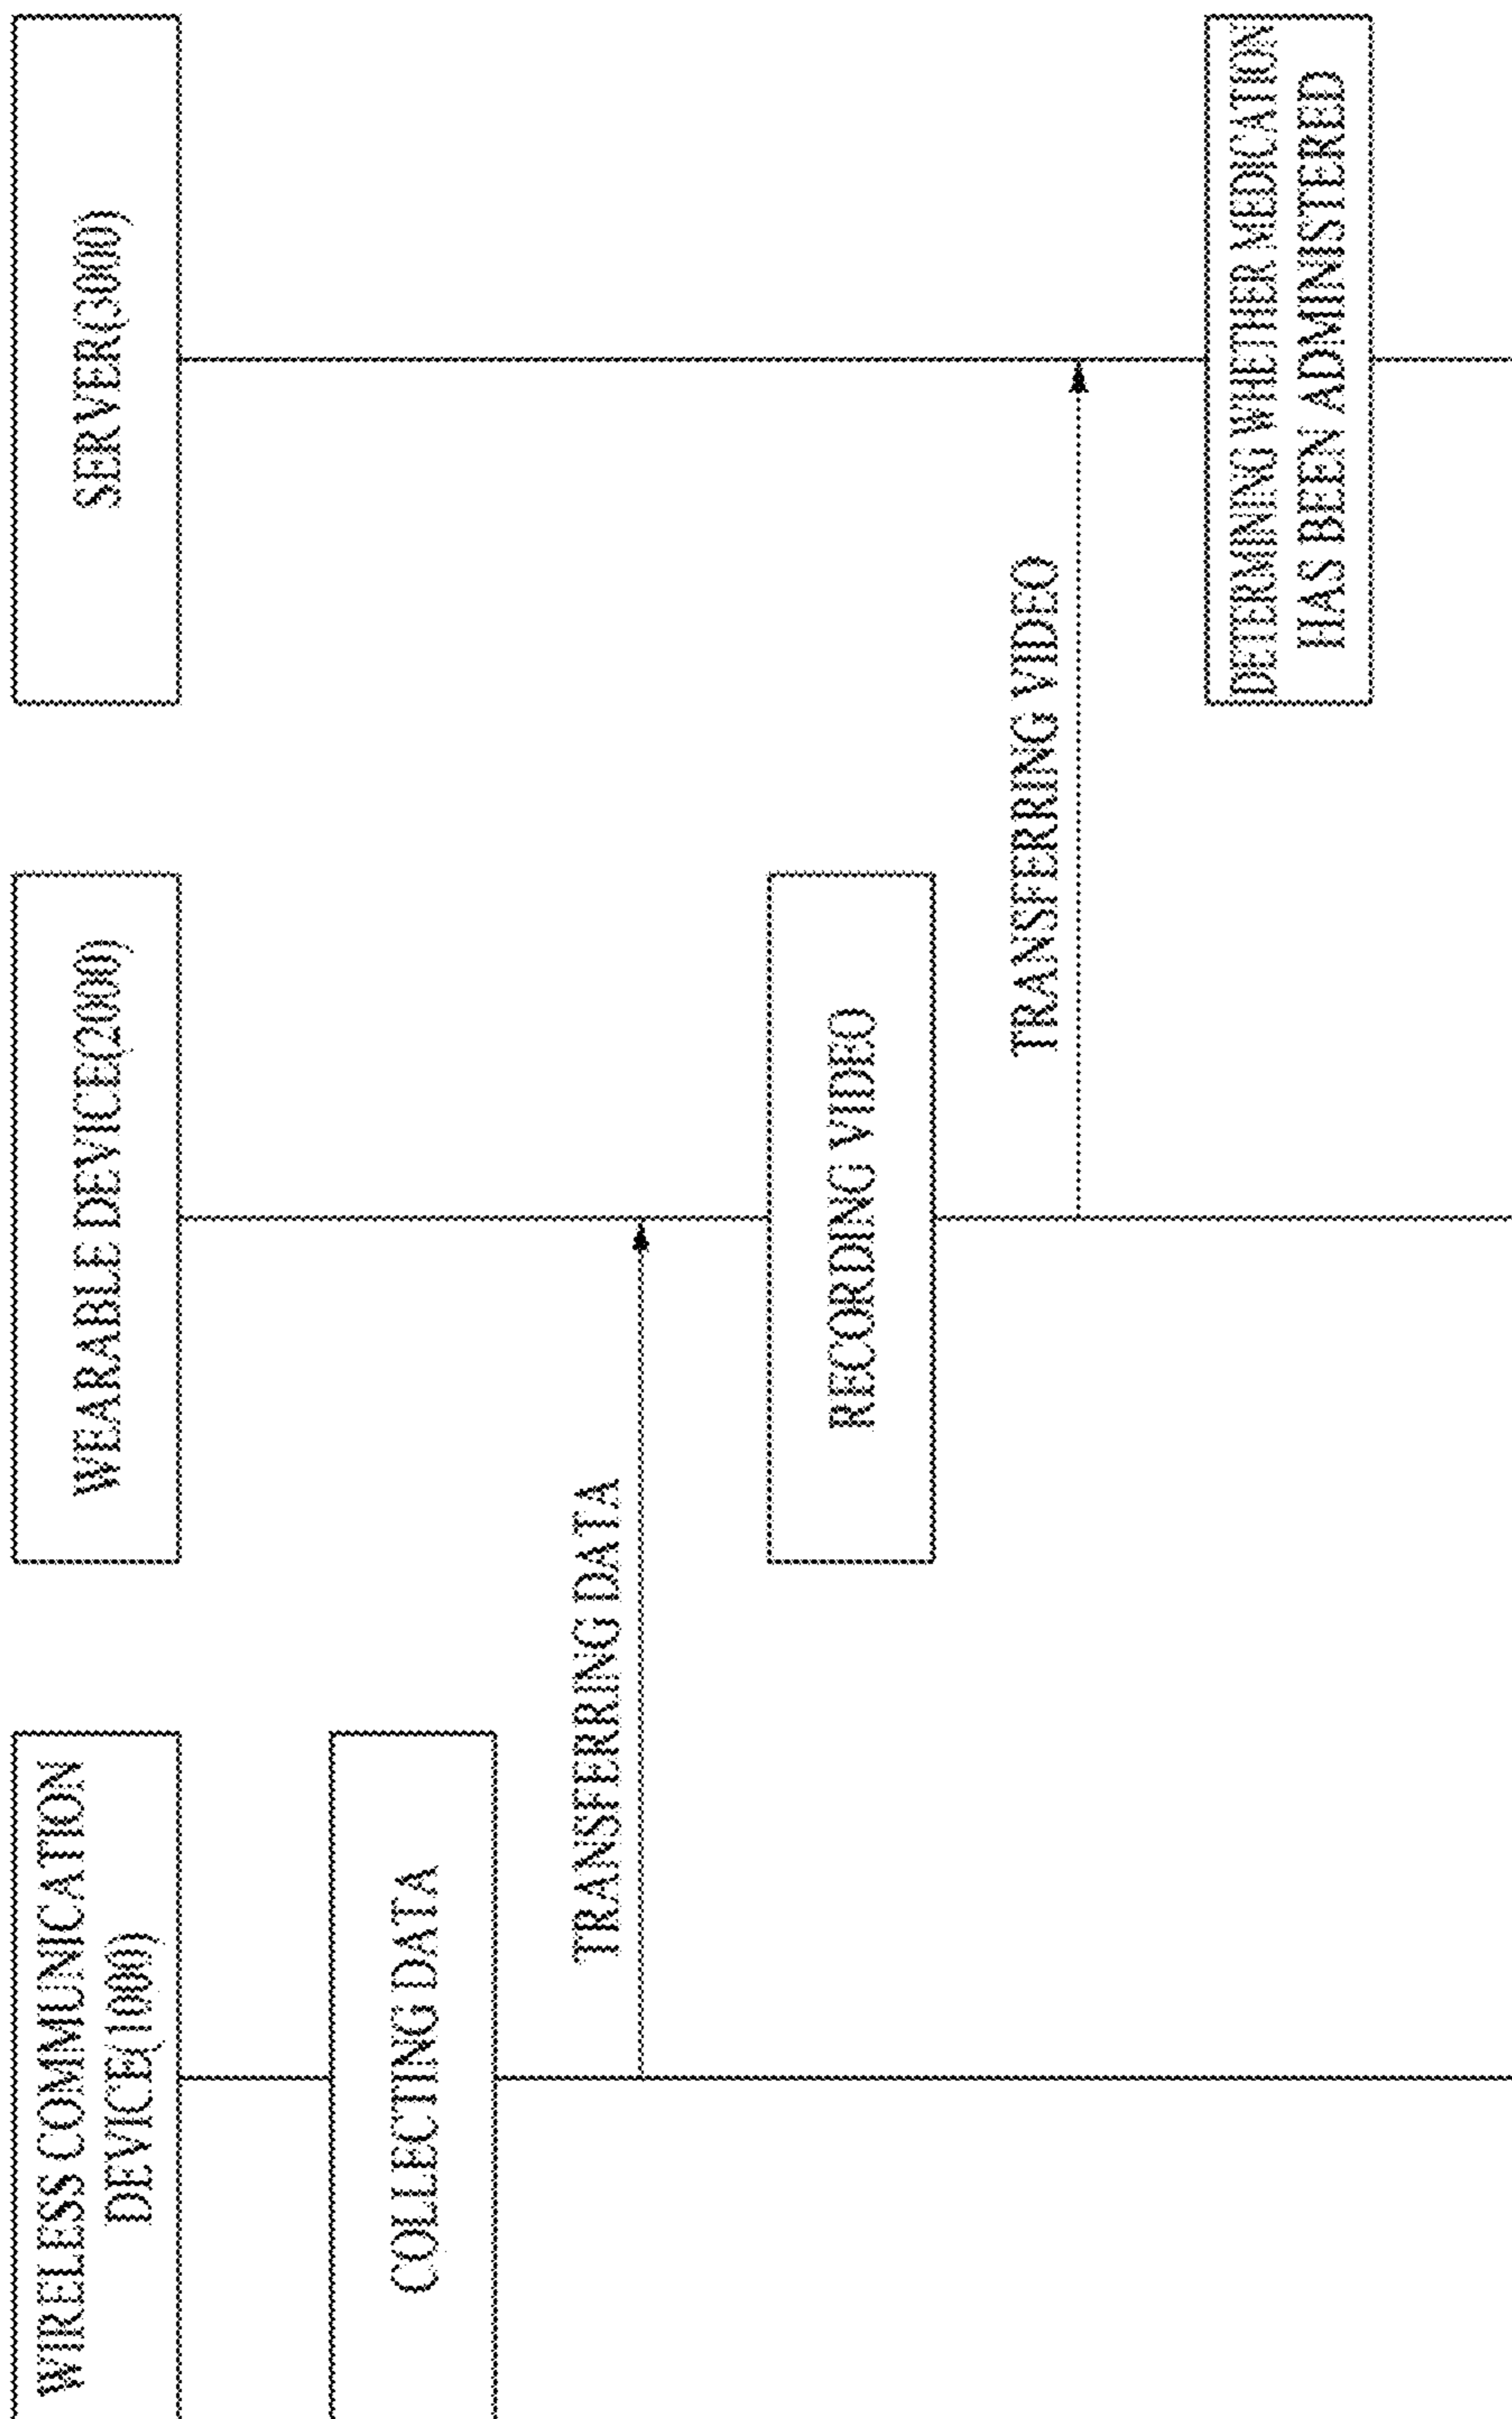 WIRELESS COMMUNICATION
DEVICE(1000)
WEARABLE DEVICE(2000)
SERVER(3000)
COLLECTING DATA
TRANSFERRING DATA
RECORDING VIDEO
TRANSFERRING VIDEO
DETERMINING WHETHER MEDICATION
HAS BEEN ADMINISTERED